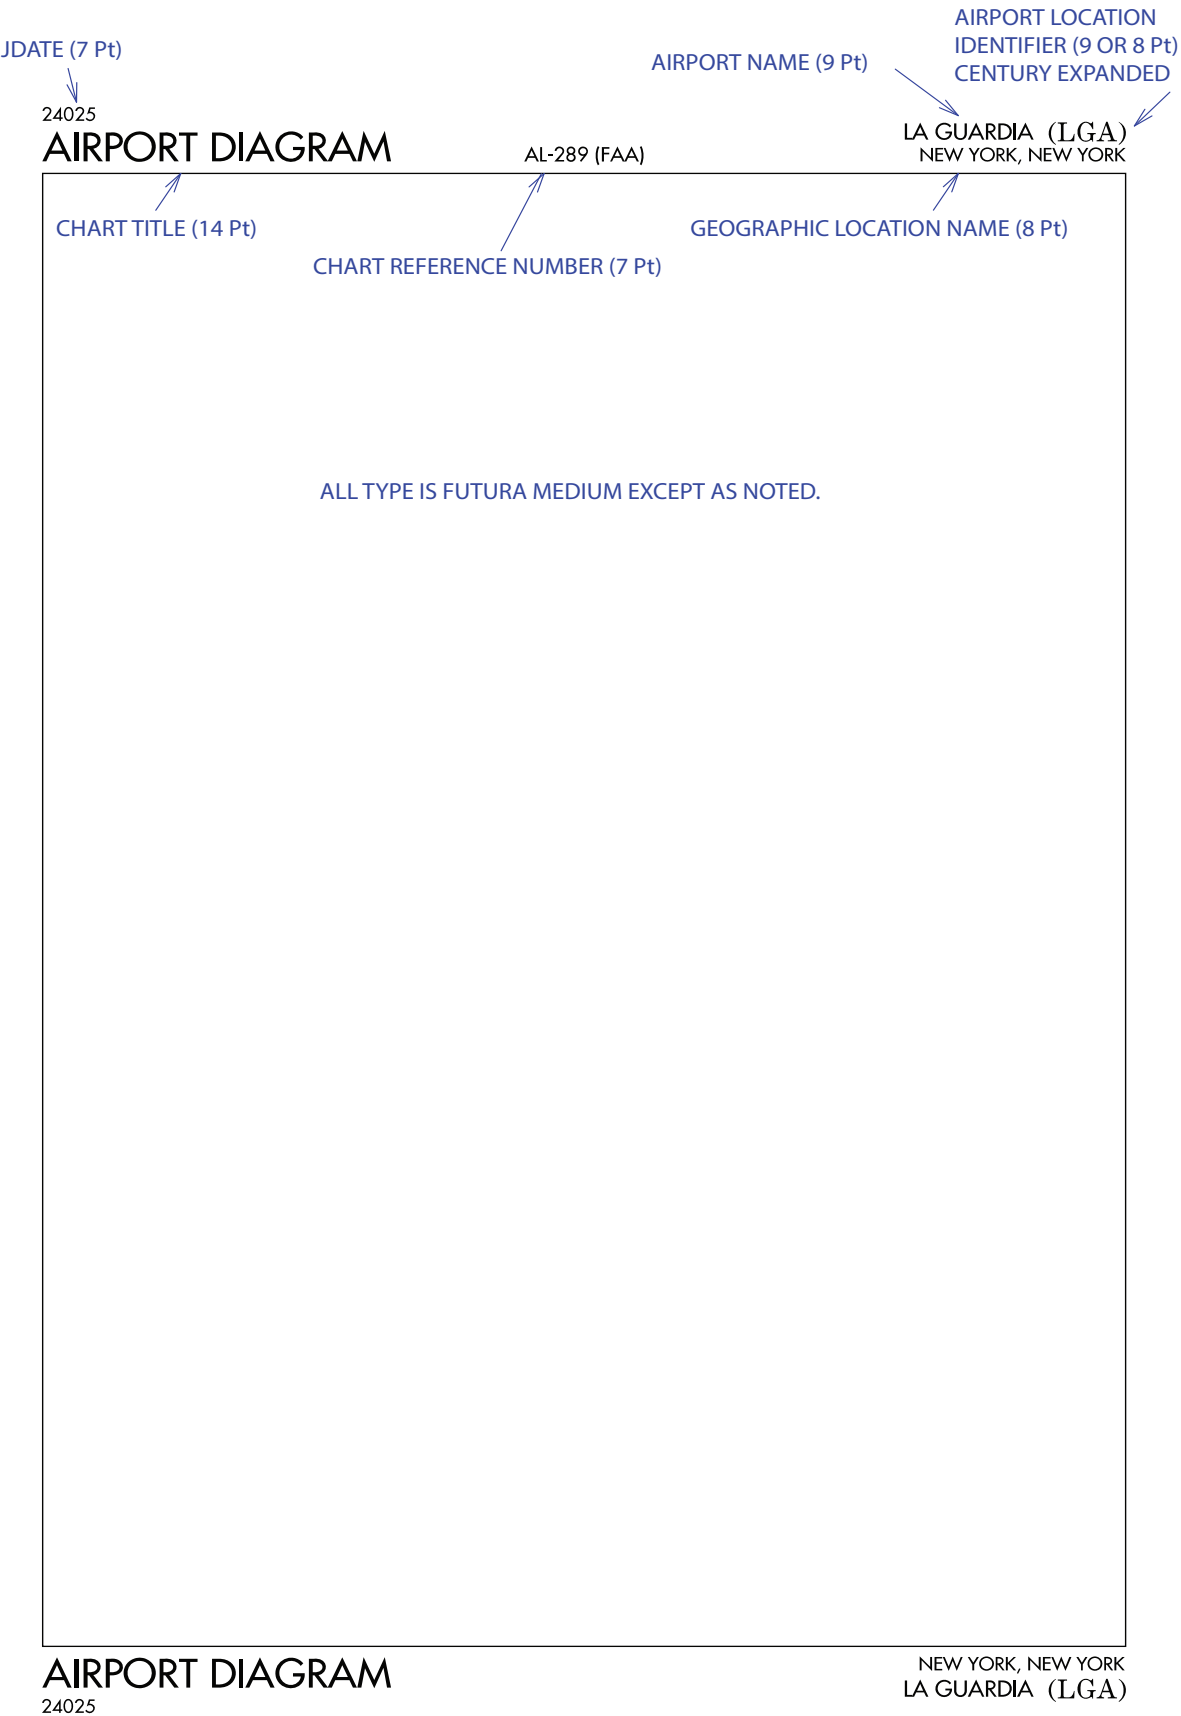 JDATE (7 Pt)
AIRPORT NAME (9 Pt)
AIRPORT LOCATION
IDENTIFIER (9 OR 8 Pt)
CENTURY EXPANDED
24025
AIRPORT DIAGRAM
AL-289 (FAA)
LA GUARDIA (LGA)
NEW YORK, NEW YORK
CHART TITLE (14 Pt)
GEOGRAPHIC LOCATION NAME (8 Pt)
CHART REFERENCE NUMBER (7 Pt)
ALL TYPE IS FUTURA MEDIUM EXCEPT AS NOTED.
AIRPORT DIAGRAM
24025
NEW YORK, NEW YORK
LA GUARDIA (LGA)